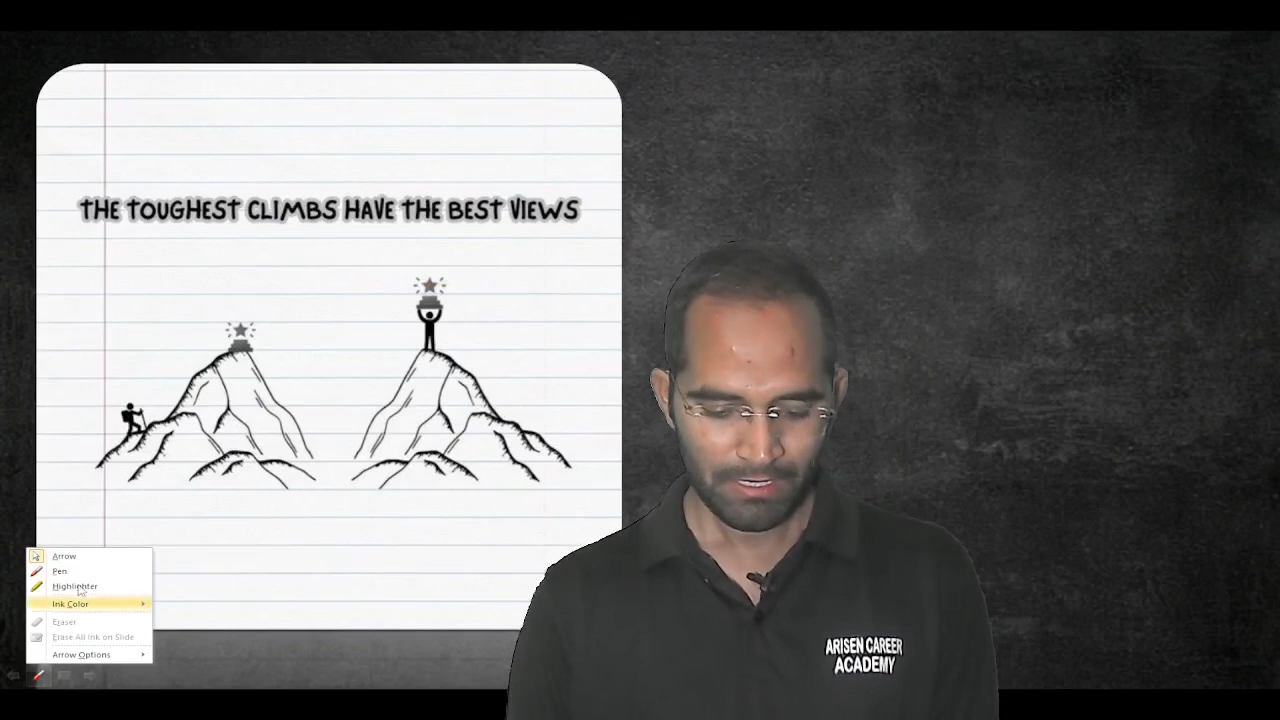 THE TOUGHEST CLIMBS HAVE THE BEST VIEWS
Arrow
Pen
Highlighter
Ink Color
Eraser
Erase All Ink on Slide
Arrow Options
ARISEN CAREER
ACADEMY